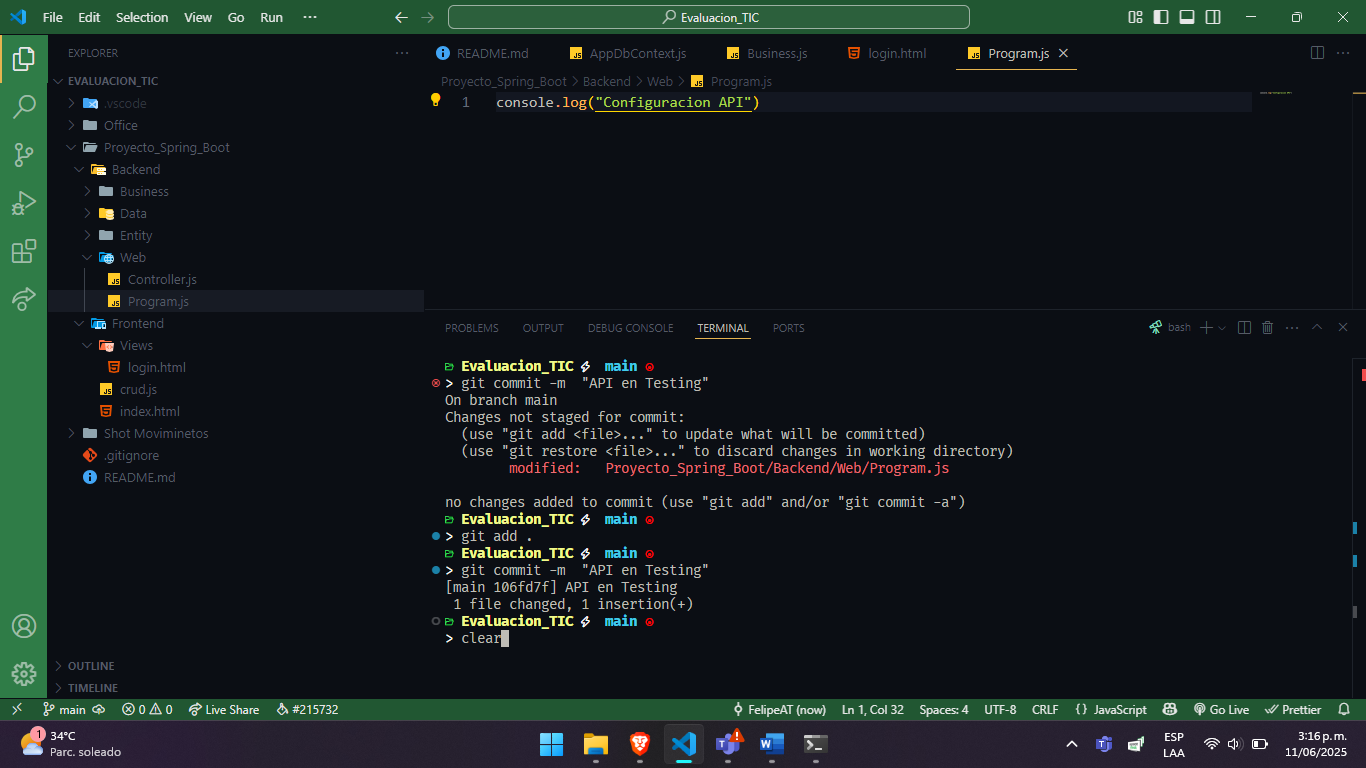 File Edit Selection View Go Run ···
Evaluacion_TIC
EXPLORER
EVALUACION_TIC
.vscode
Office
Proyecto_Spring_Boot
Backend
Business
Data
Entity
Web
Controller.js
Program.js
Frontend
Views
login.html
crud.js
index.html
Shot Moviminetos
.gitignore
README.md
OUTLINE
TIMELINE
README.md AppDbContext.js Business.js login.html Program.js
Proyecto_Spring_Boot > Backend > Web > Program.js
1 console.log("Configuracion API")
PROBLEMS OUTPUT DEBUG CONSOLE TERMINAL PORTS bash
Evaluacion_TIC main
> git commit -m  "API en Testing"
On branch main
Changes not staged for commit:
(use "git add <file>..." to update what will be committed)
(use "git restore <file>..." to discard changes in working directory)
modified:   Proyecto_Spring_Boot/Backend/Web/Program.js
no changes added to commit (use "git add" and/or "git commit -a")
Evaluacion_TIC main
> git add .
Evaluacion_TIC main
> git commit -m  "API en Testing"
[main 106fd7f] API en Testing
1 file changed, 1 insertion(+)
Evaluacion_TIC main
> clear
main 0 0 Live Share #215732 FelipeAT (now) Ln 1, Col 32 Spaces: 4 UTF-8 CRLF {} JavaScript Go Live Prettier
1 34°C
Parc. soleado
ESP
LAA
3:16 p.m.
11/06/2025